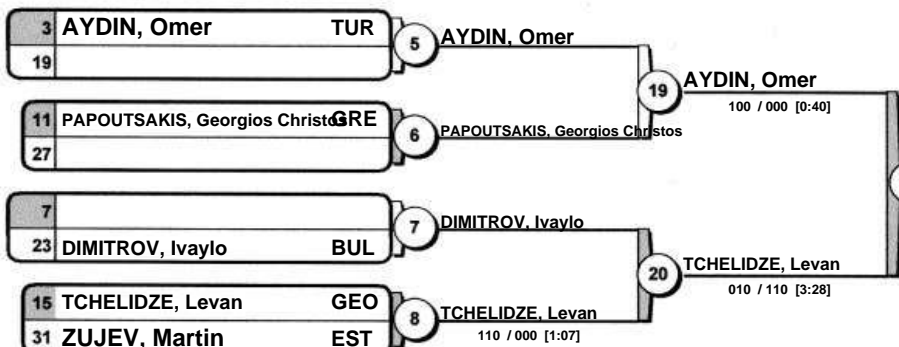 3 AYDIN, Omer TUR
19
5 AYDIN, Omer
11 PAPOUTSAKIS, Georgios Christos GRE
27
6 PAPOUTSAKIS, Georgios Christos
19 AYDIN, Omer
100 / 000 [0:40]
7
23 DIMITROV, Ivaylo BUL
7 DIMITROV, Ivaylo
15 TCHELIDZE, Levan GEO
31 ZUJEV, Martin EST
8 TCHELIDZE, Levan
110 / 000 [1:07]
20 TCHELIDZE, Levan
010 / 110 [3:28]